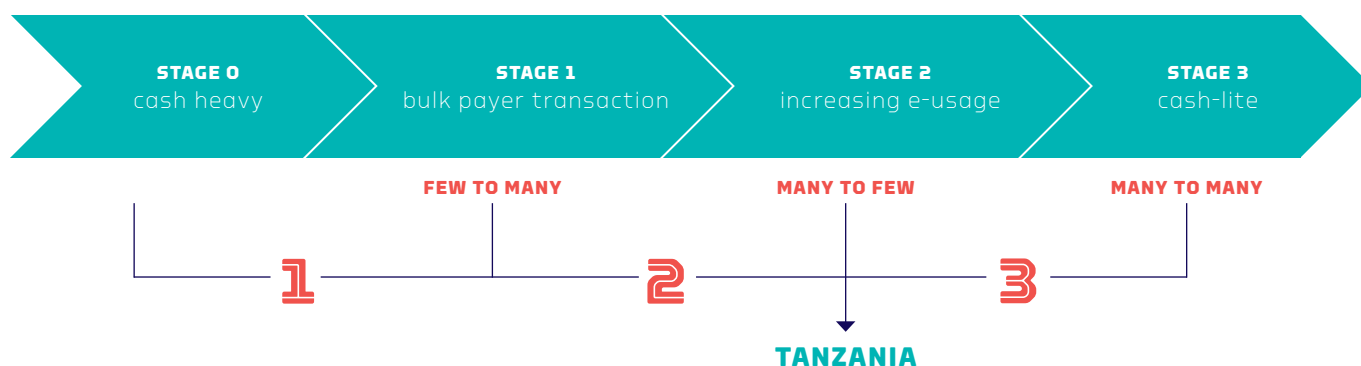 STAGE 0
cash heavy
STAGE 1
bulk payer transaction
STAGE 2
increasing e-usage
STAGE 3
cash-lite
FEW TO MANY
MANY TO FEW
MANY TO MANY
1
2
3
TANZANIA